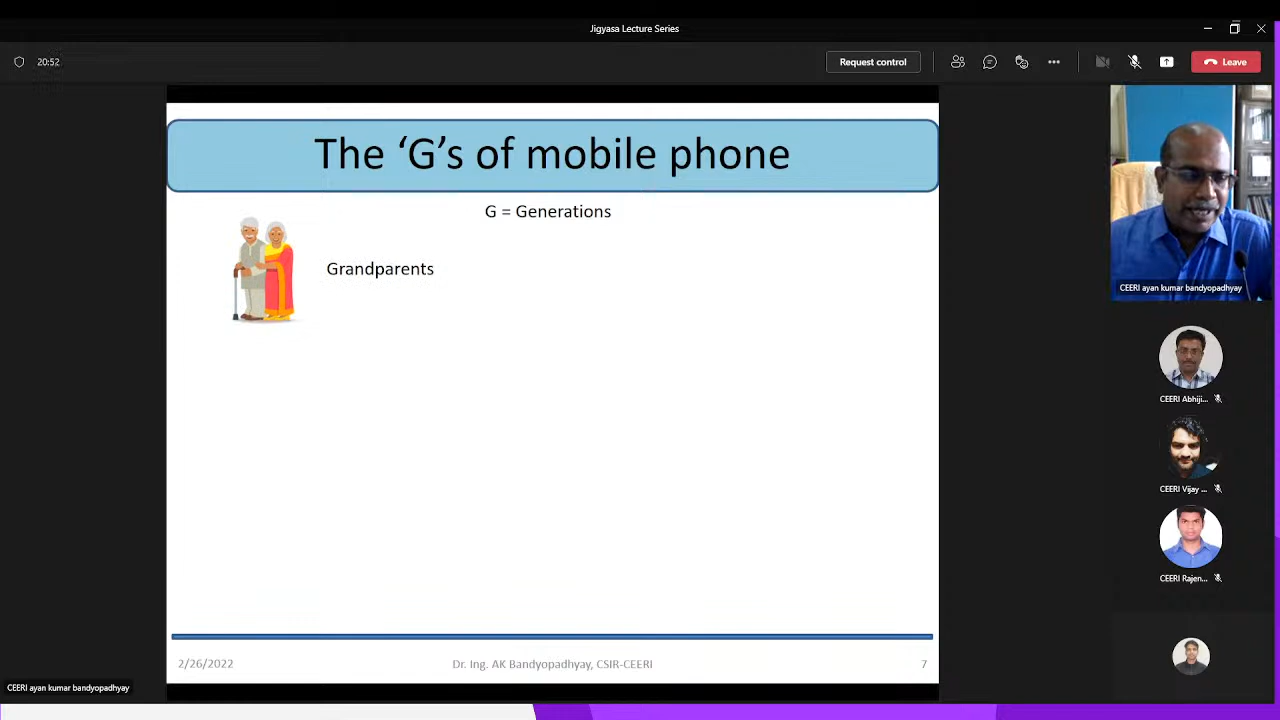 Jigyasa Lecture Series
20:52
Request control
Leave
The ‘G’s of mobile phone
G = Generations
Grandparents
CEERI ayan kumar bandyopadhyay
CEERI Abhiji...
CEERI Vijay ...
CEERI Rajen...
2/26/2022
Dr. Ing. AK Bandyopadhyay, CSIR-CEERI
7
CEERI ayan kumar bandyopadhyay